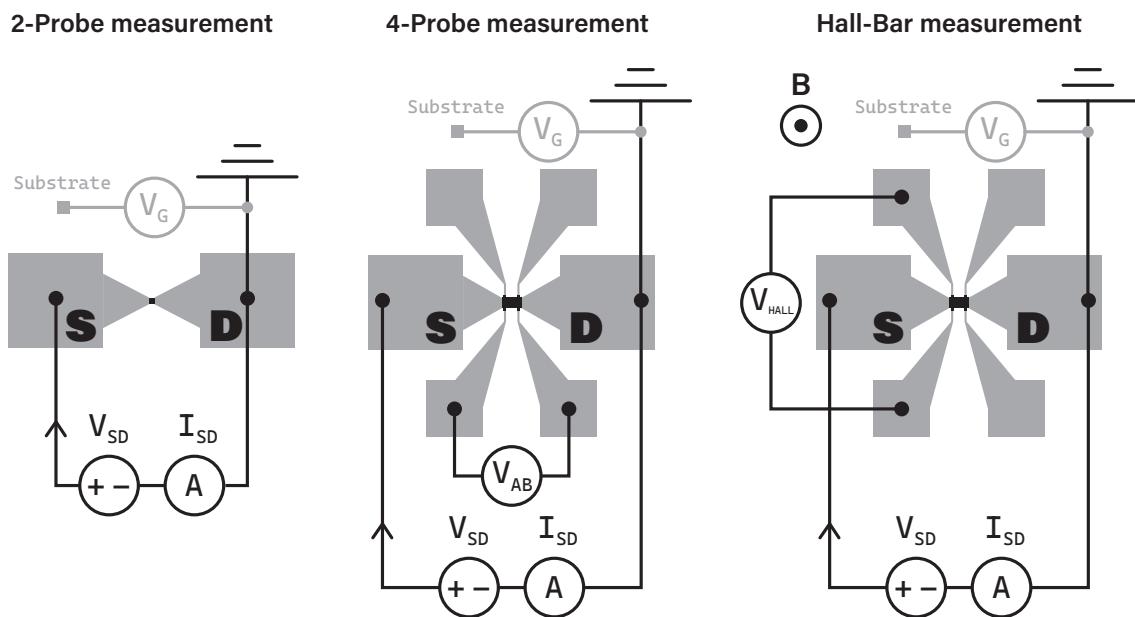 2-Probe measurement
Substrate
V_G
S
D
V_SD
I_SD
+ -
A
4-Probe measurement
Substrate
V_G
S
D
V_AB
V_SD
I_SD
+ -
A
Hall-Bar measurement
B
Substrate
V_G
V_HALL
S
D
V_SD
I_SD
+ -
A